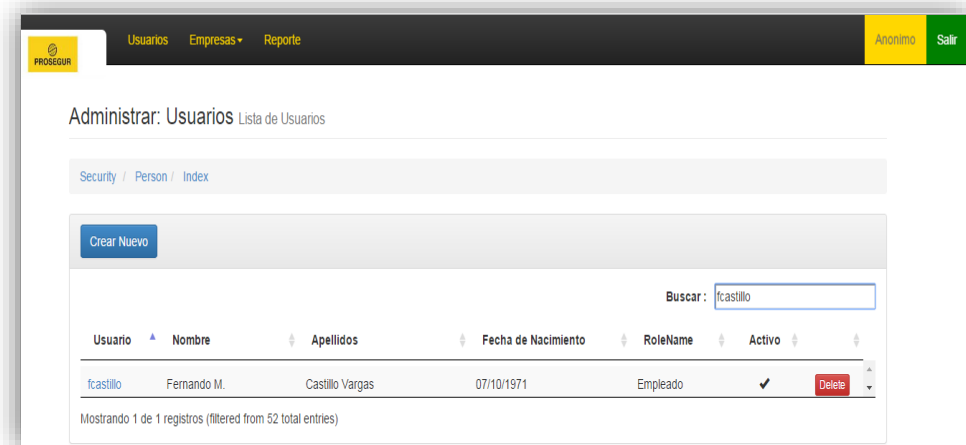 PROSEGUR
Usuarios Empresas Reporte Anonimo Salir
Administrar: Usuarios Lista de Usuarios
Security / Person / Index
Crear Nuevo
Buscar : fcastillo
Usuario Nombre Apellidos Fecha de Nacimiento RoleName Activo
fcastillo Fernando M. Castillo Vargas 07/10/1971 Empleado ✔ Delete
Mostrando 1 de 1 registros (filtered from 52 total entries)